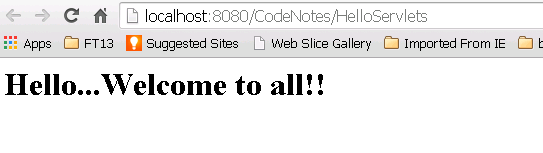 localhost:8080/CodeNotes/HelloServlets
Apps FT13 Suggested Sites Web Slice Gallery Imported From IE
Hello...Welcome to all!!